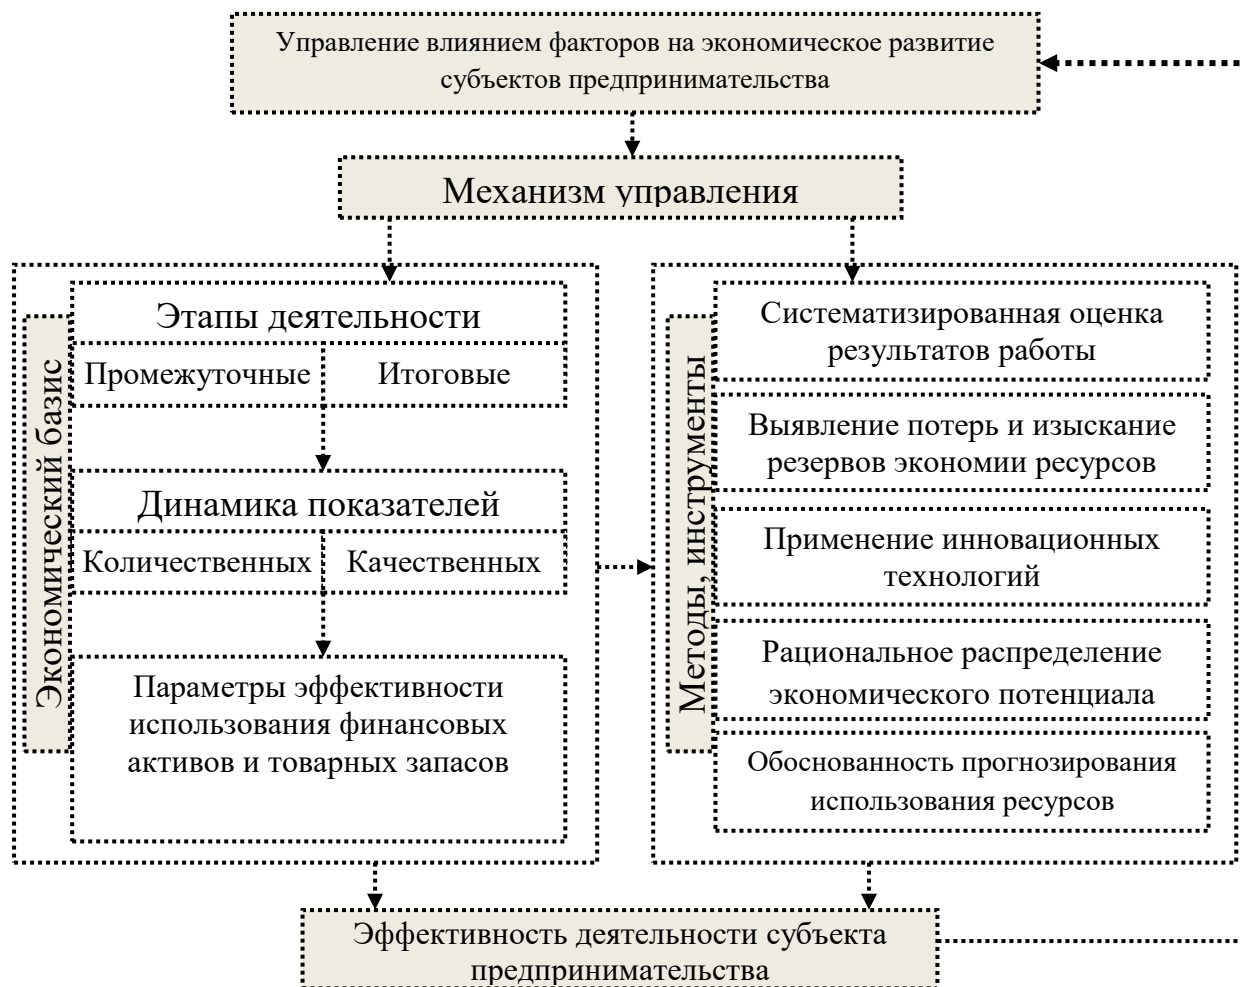 Управление влиянием факторов на экономическое развитие
субъектов предпринимательства
Механизм управления
Экономический базис
Этапы деятельности
Промежуточные
Итоговые
Динамика показателей
Количественных
Качественных
Параметры эффективности
использования финансовых
активов и товарных запасов
Методы, инструменты
Систематизированная оценка
результатов работы
Выявление потерь и изыскание
резервов экономии ресурсов
Применение инновационных
технологий
Рациональное распределение
экономического потенциала
Обоснованность прогнозирования
использования ресурсов
Эффективность деятельности субъекта
предпринимательства